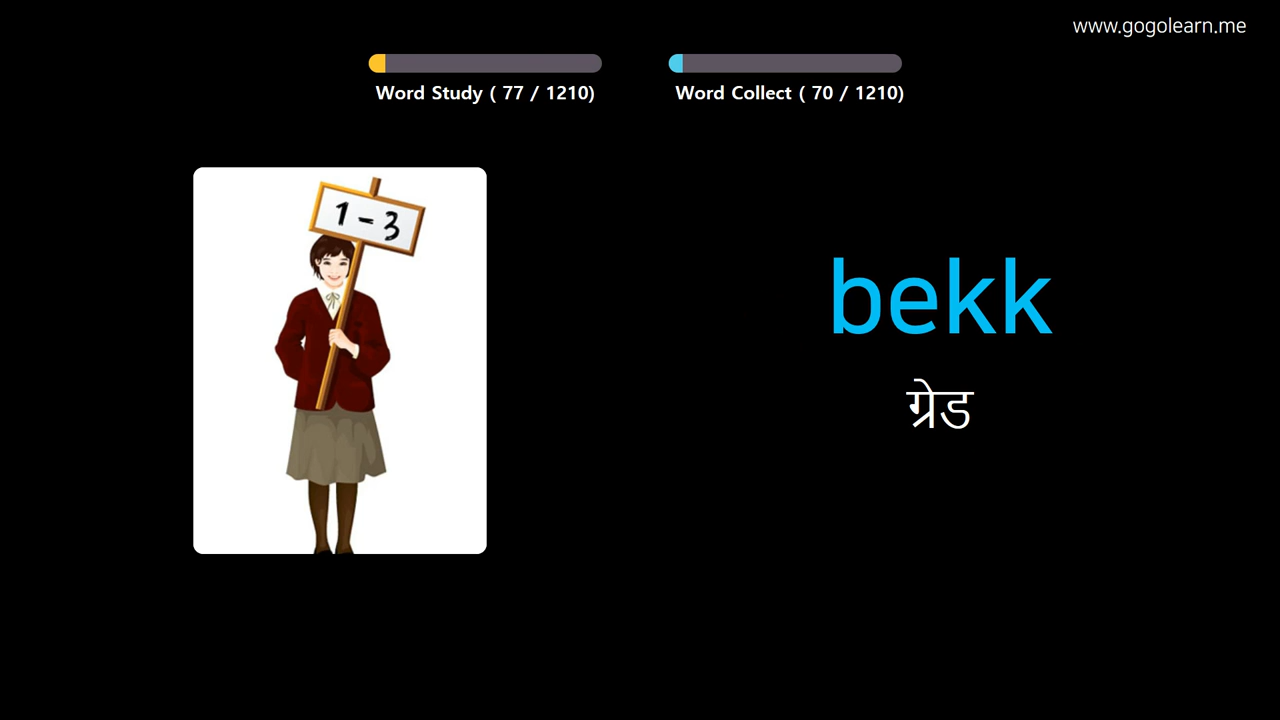 www.gogolearn.me
Word Study ( 77 / 1210)
Word Collect ( 70 / 1210)
1 - 3
bekk
ग्रेड